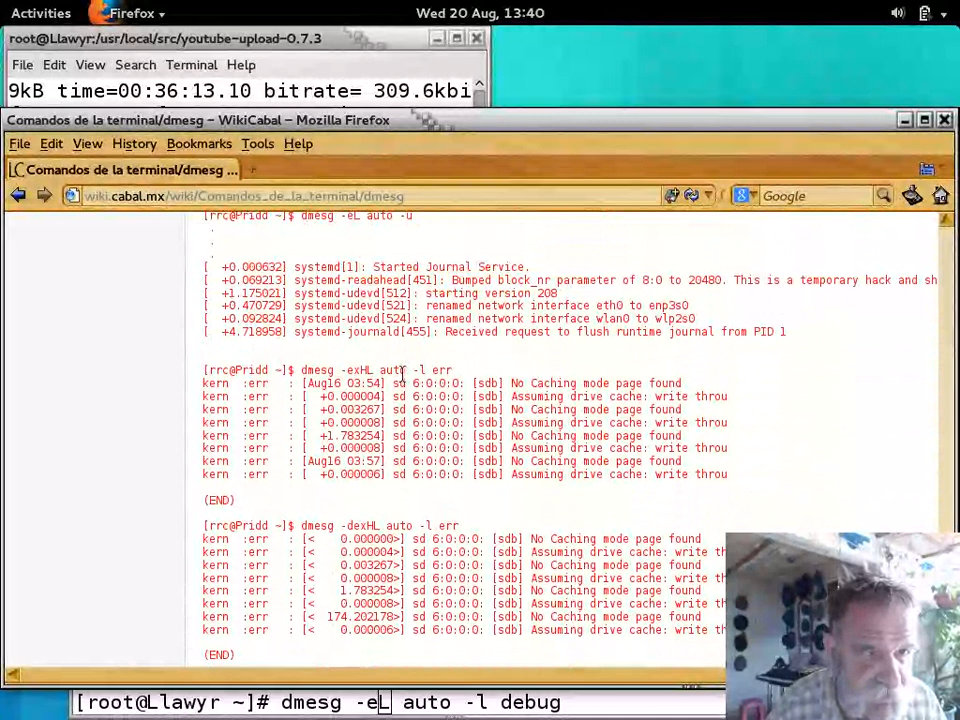 Activities Firefox Wed 20 Aug, 13:40
root@Llawyr:/usr/local/src/youtube-upload-0.7.3
File Edit View Search Terminal Help
9kB time=00:36:13.10 bitrate= 309.6kbi
Comandos de la terminal/dmesg - WikiCabal - Mozilla Firefox
File Edit View History Bookmarks Tools Help
Comandos de la terminal/dmesg ...
wiki.cabal.mx/wiki/Comandos_de_la_terminal/dmesg Google
[rrc@Pridd ~]$ dmesg -eL auto -u
.
.
.
[ +0.000632] systemd[1]: Started Journal Service.
[ +0.069213] systemd-readahead[451]: Bumped block_nr parameter of 8:0 to 20480. This is a temporary hack and sh
[ +1.175021] systemd-udevd[512]: starting version 208
[ +0.470729] systemd-udevd[521]: renamed network interface eth0 to enp3s0
[ +0.092824] systemd-udevd[524]: renamed network interface wlan0 to wlp2s0
[ +4.718958] systemd-journald[455]: Received request to flush runtime journal from PID 1
[rrc@Pridd ~]$ dmesg -exHL auto -l err
kern :err : [Aug16 03:54] sd 6:0:0:0: [sdb] No Caching mode page found
kern :err : [ +0.000004] sd 6:0:0:0: [sdb] Assuming drive cache: write throu
kern :err : [ +0.003267] sd 6:0:0:0: [sdb] No Caching mode page found
kern :err : [ +0.000008] sd 6:0:0:0: [sdb] Assuming drive cache: write throu
kern :err : [ +1.783254] sd 6:0:0:0: [sdb] No Caching mode page found
kern :err : [ +0.000008] sd 6:0:0:0: [sdb] Assuming drive cache: write throu
kern :err : [Aug16 03:57] sd 6:0:0:0: [sdb] No Caching mode page found
kern :err : [ +0.000006] sd 6:0:0:0: [sdb] Assuming drive cache: write throu
(END)
[rrc@Pridd ~]$ dmesg -dexHL auto -l err
kern :err : [< 0.000000>] sd 6:0:0:0: [sdb] No Caching mode page found
kern :err : [< 0.000004>] sd 6:0:0:0: [sdb] Assuming drive cache: write th
kern :err : [< 0.003267>] sd 6:0:0:0: [sdb] No Caching mode page found
kern :err : [< 0.000008>] sd 6:0:0:0: [sdb] Assuming drive cache: write th
kern :err : [< 1.783254>] sd 6:0:0:0: [sdb] No Caching mode page found
kern :err : [< 0.000008>] sd 6:0:0:0: [sdb] Assuming drive cache: write th
kern :err : [< 174.202178>] sd 6:0:0:0: [sdb] No Caching mode page found
kern :err : [< 0.000006>] sd 6:0:0:0: [sdb] Assuming drive cache: write th
(END)
[root@Llawyr ~]# dmesg -eL auto -l debug